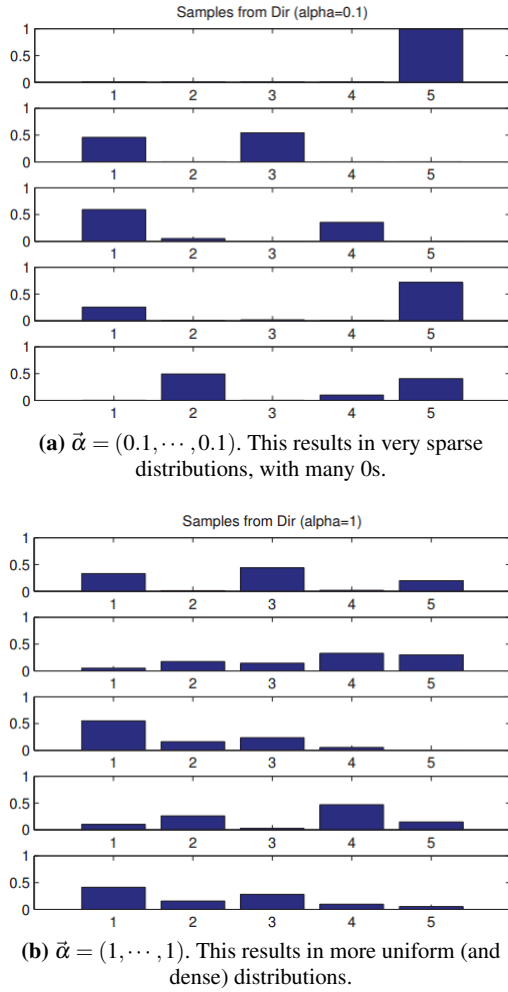 Samples from Dir (alpha=0.1)
1
0.5
0
1 2 3 4 5
1
0.5
0
1 2 3 4 5
1
0.5
0
1 2 3 4 5
1
0.5
0
1 2 3 4 5
1
0.5
0
1 2 3 4 5
(a) α⃗ = (0.1, ⋯ , 0.1). This results in very sparse
distributions, with many 0s.
Samples from Dir (alpha=1)
1
0.5
0
1 2 3 4 5
1
0.5
0
1 2 3 4 5
1
0.5
0
1 2 3 4 5
1
0.5
0
1 2 3 4 5
1
0.5
0
1 2 3 4 5
(b) α⃗ = (1, ⋯ , 1). This results in more uniform (and
dense) distributions.